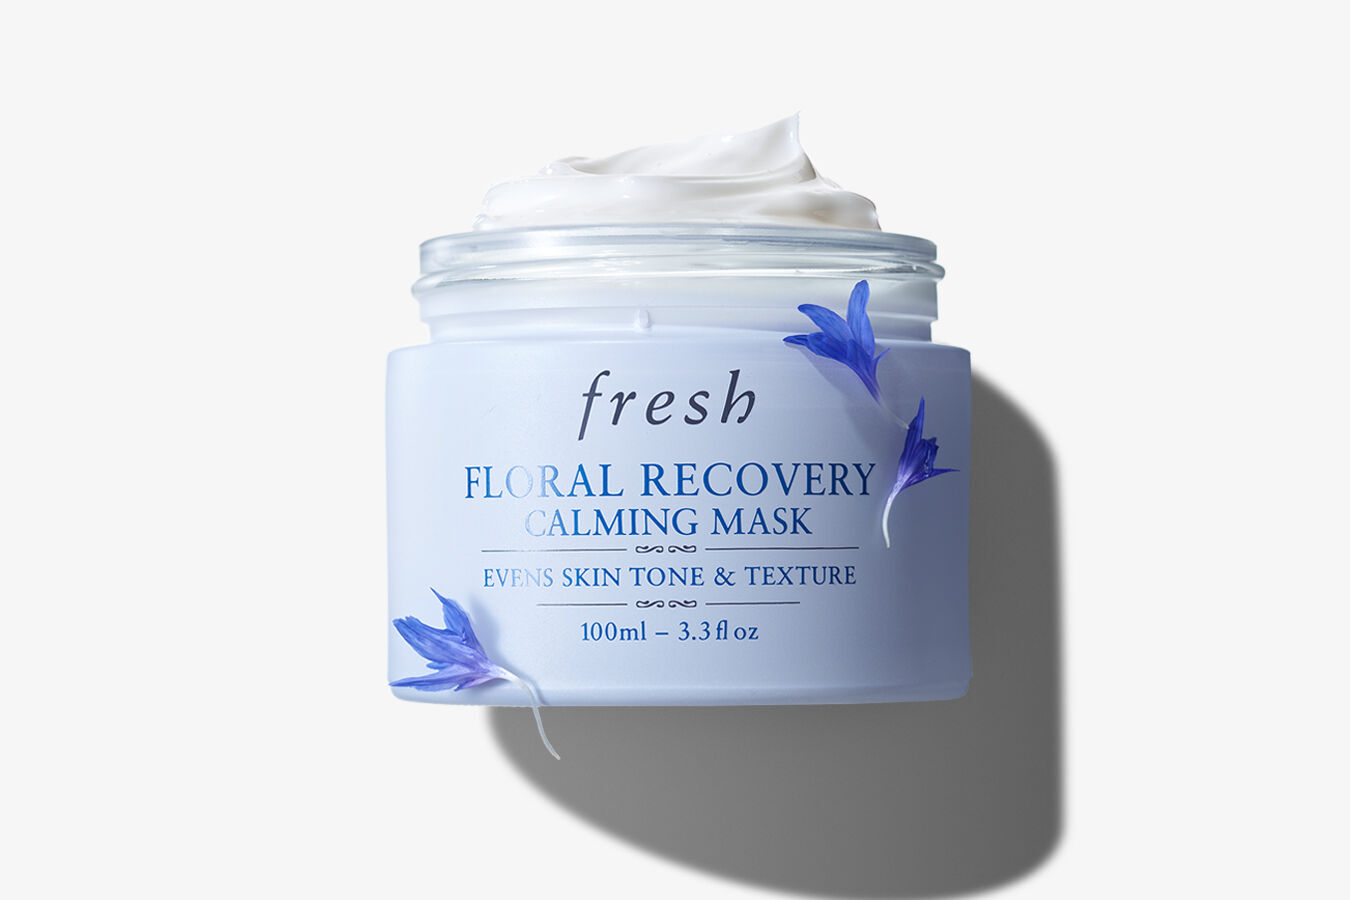 fresh
FLORAL RECOVERY
CALMING MASK
EVENS SKIN TONE & TEXTURE
100ml – 3.3 fl oz